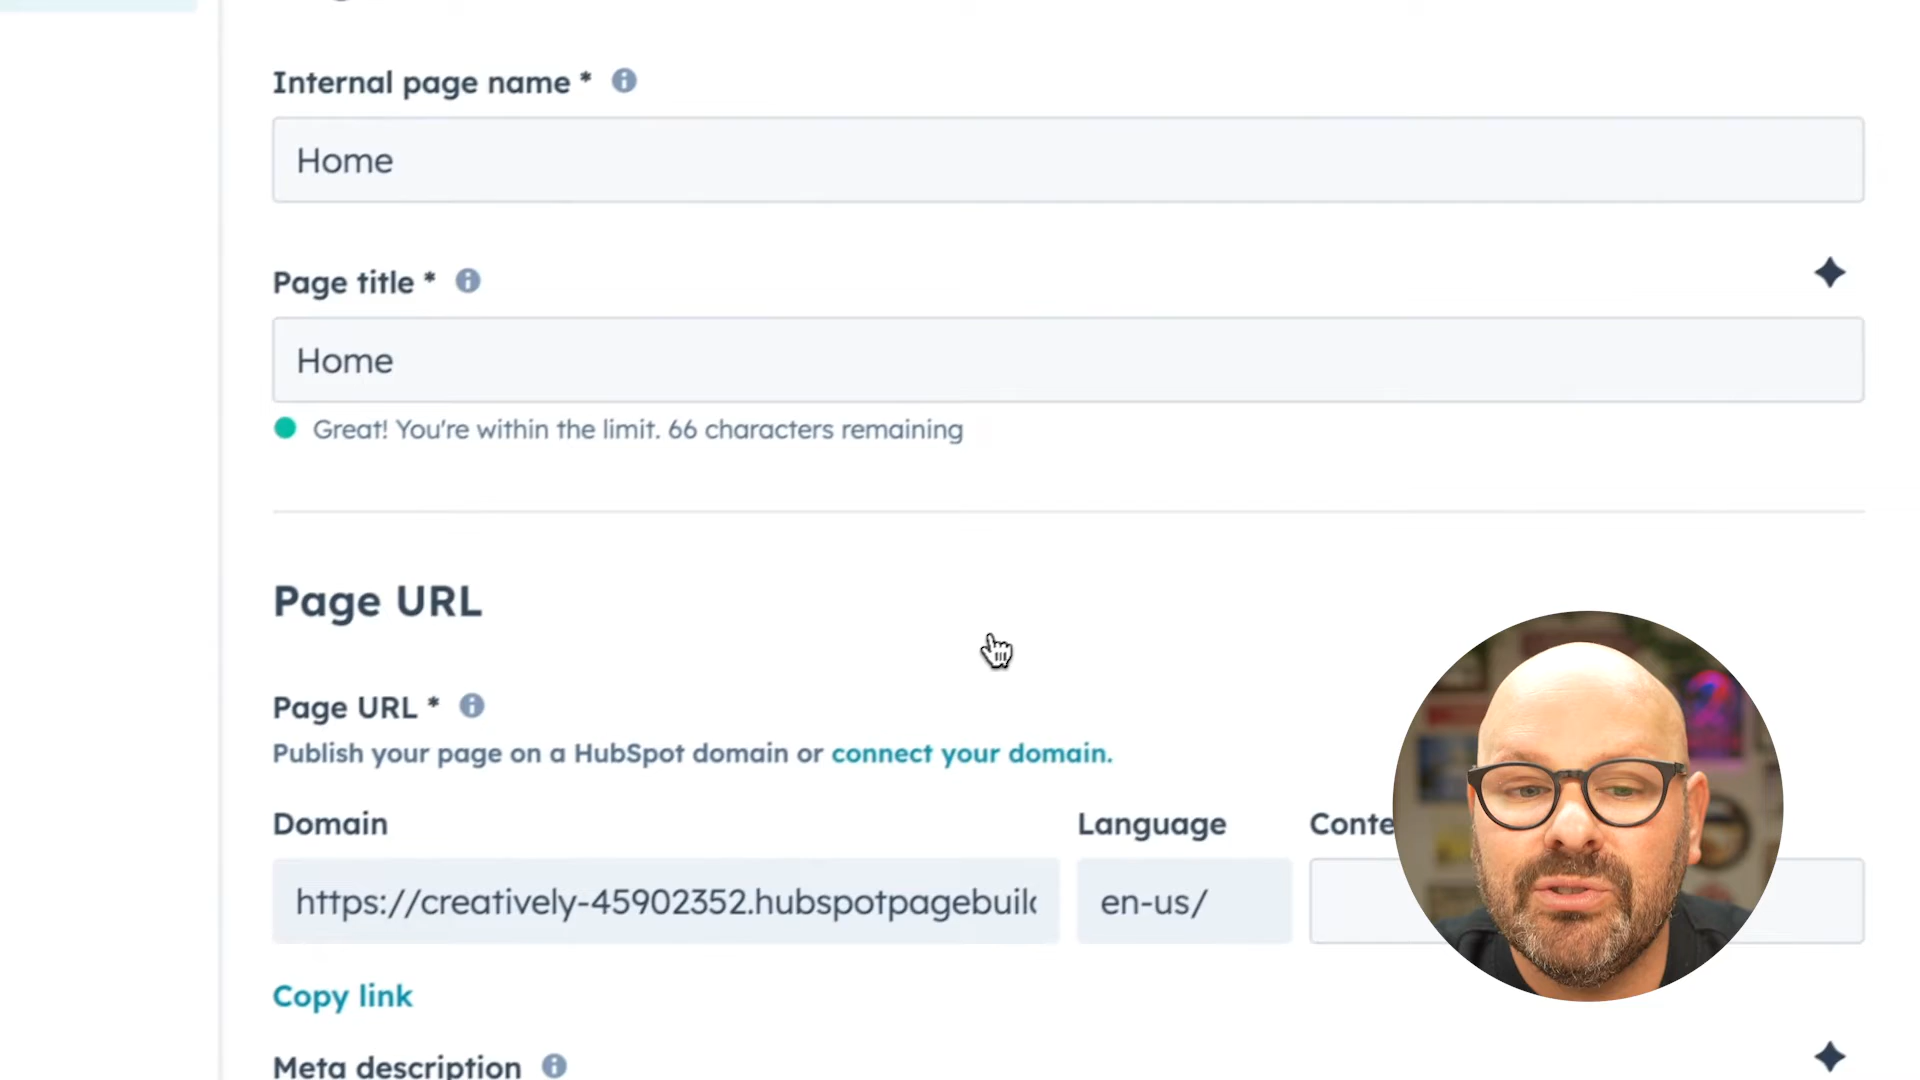 Internal page name *
Home
Page title *
Home
Great! You're within the limit. 66 characters remaining
Page URL
Page URL *
Publish your page on a HubSpot domain or connect your domain.
Domain Language Conte
https://creatively-45902352.hubspotpagebuil en-us/
Copy link
Meta description